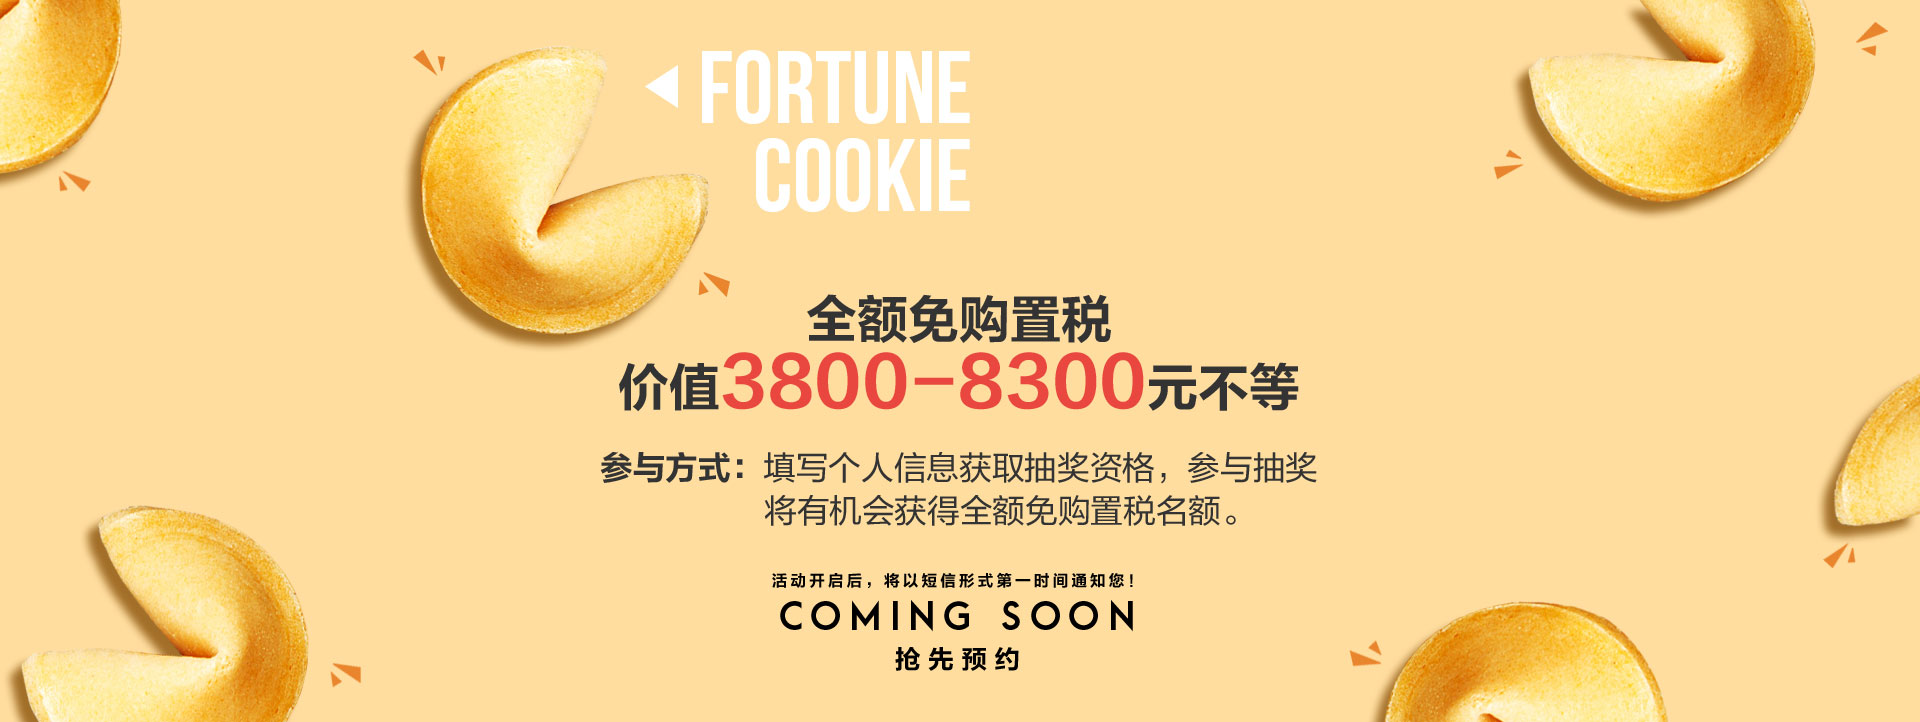 FORTUNE
COOKIE
全额免购置税
价值3800-8300元不等
参与方式：填写个人信息获取抽奖资格，参与抽奖
将有机会获得全额免购置税名额。
活动开启后，将以短信形式第一时间通知您！
COMING SOON
抢先预约